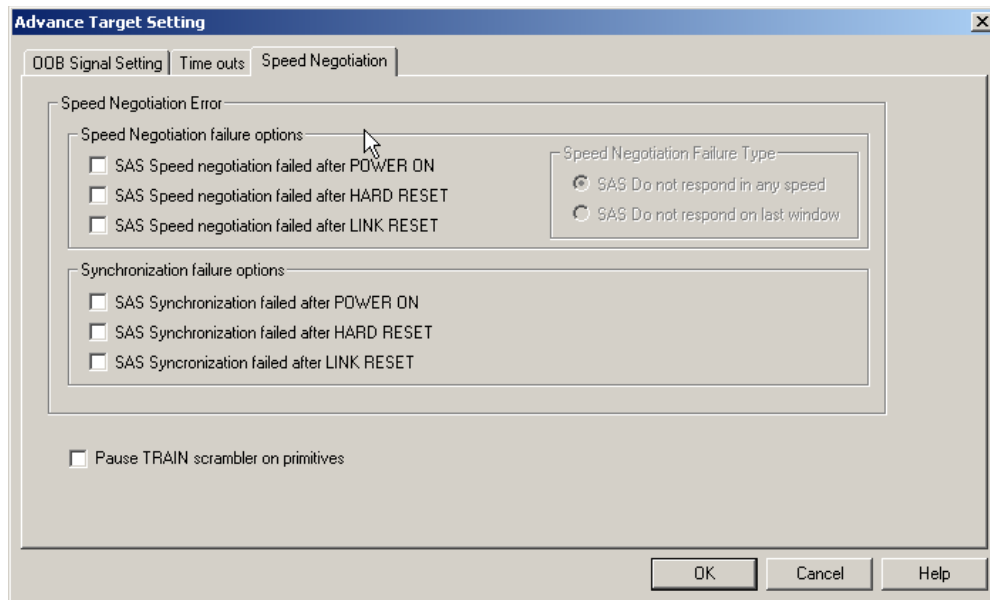 Advance Target Setting
OOB Signal Setting Time outs Speed Negotiation
Speed Negotiation Error
Speed Negotiation failure options
SAS Speed negotiation failed after POWER ON
SAS Speed negotiation failed after HARD RESET
SAS Speed negotiation failed after LINK RESET
Speed Negotiation Failure Type
SAS Do not respond in any speed
SAS Do not respond on last window
Synchronization failure options
SAS Synchronization failed after POWER ON
SAS Synchronization failed after HARD RESET
SAS Syncronization failed after LINK RESET
Pause TRAIN scrambler on primitives
OK Cancel Help